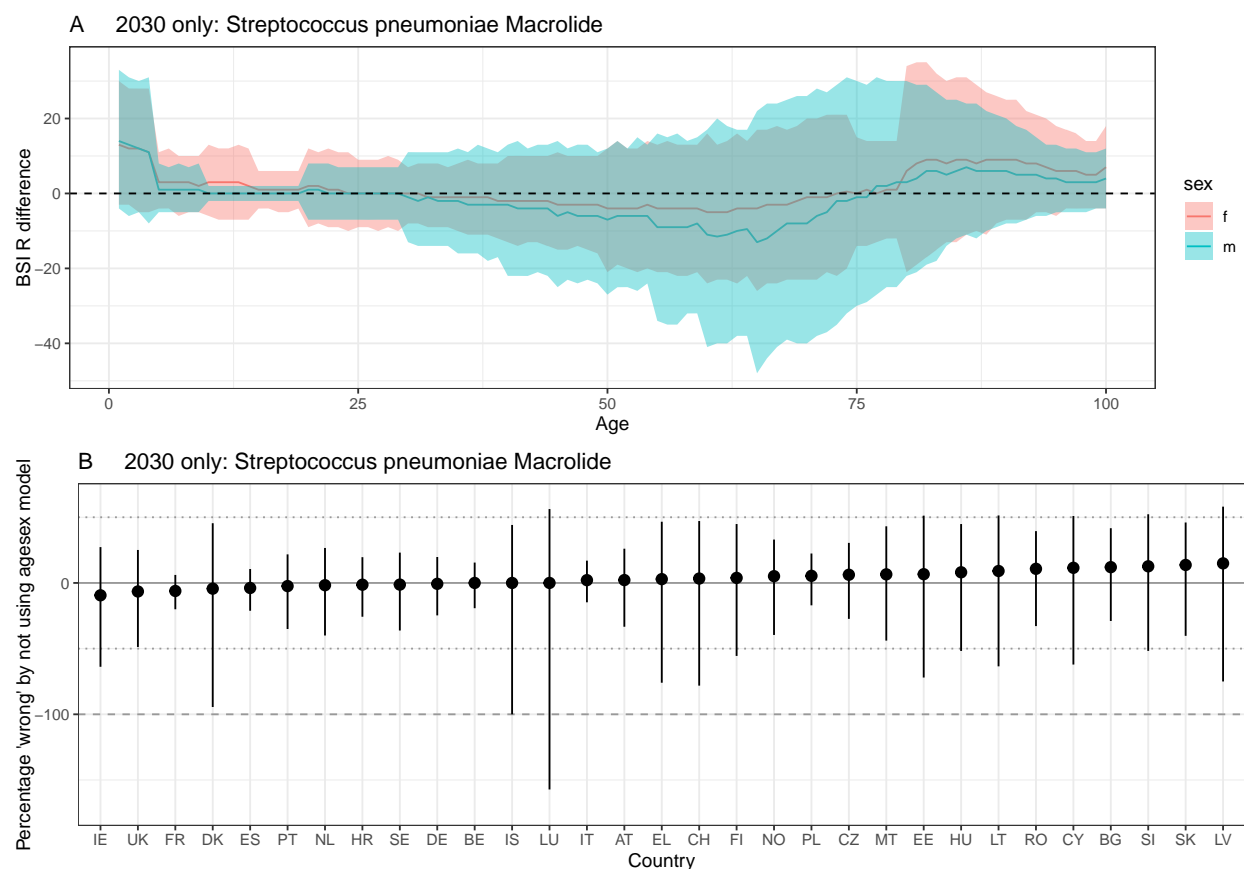 A 2030 only: Streptococcus pneumoniae Macrolide
BSI R difference
20
0
−20
−40
0 25 50 75 100
Age
sex
f
m
B 2030 only: Streptococcus pneumoniae Macrolide
Percentage 'wrong' by not using agesex model
0
−100
IE UK FR DK ES PT NL HR SE DE BE IS LU IT AT EL CH FI NO PL CZ MT EE HU LT RO CY BG SI SK LV
Country